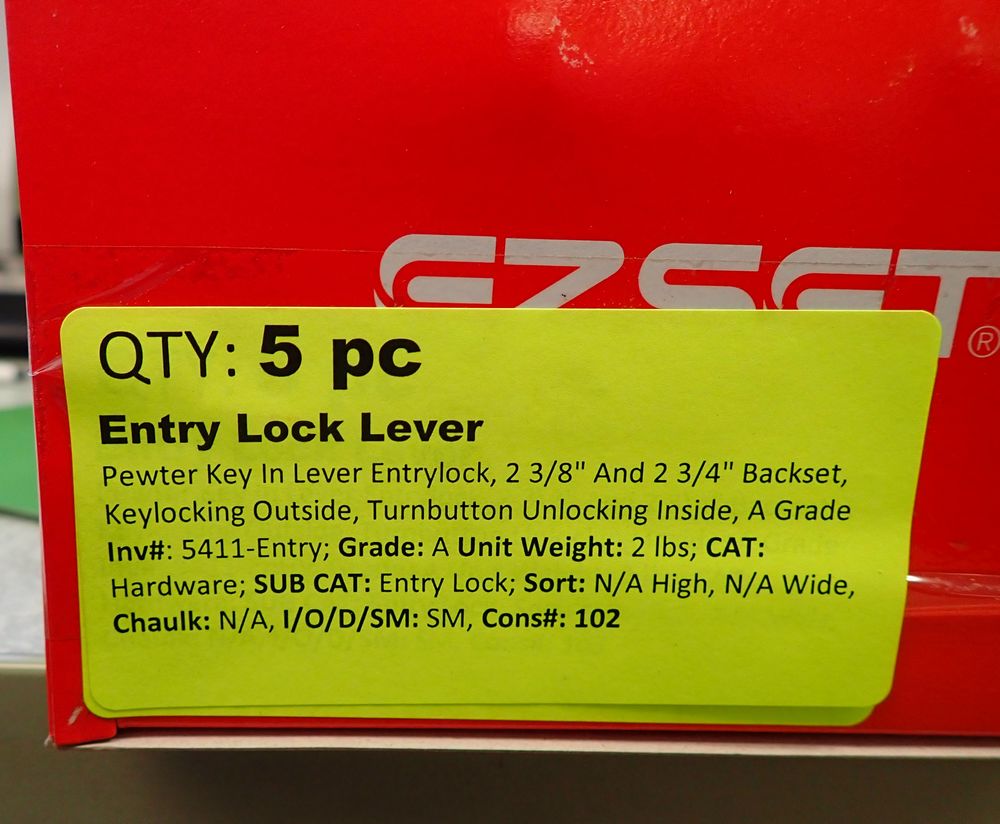 EZSET®
QTY: 5 pc
Entry Lock Lever
Pewter Key In Lever Entrylock, 2 3/8" And 2 3/4" Backset,
Keylocking Outside, Turnbutton Unlocking Inside, A Grade
Inv#: 5411-Entry; Grade: A Unit Weight: 2 lbs; CAT:
Hardware; SUB CAT: Entry Lock; Sort: N/A High, N/A Wide,
Chaulk: N/A, I/O/D/SM: SM, Cons#: 102